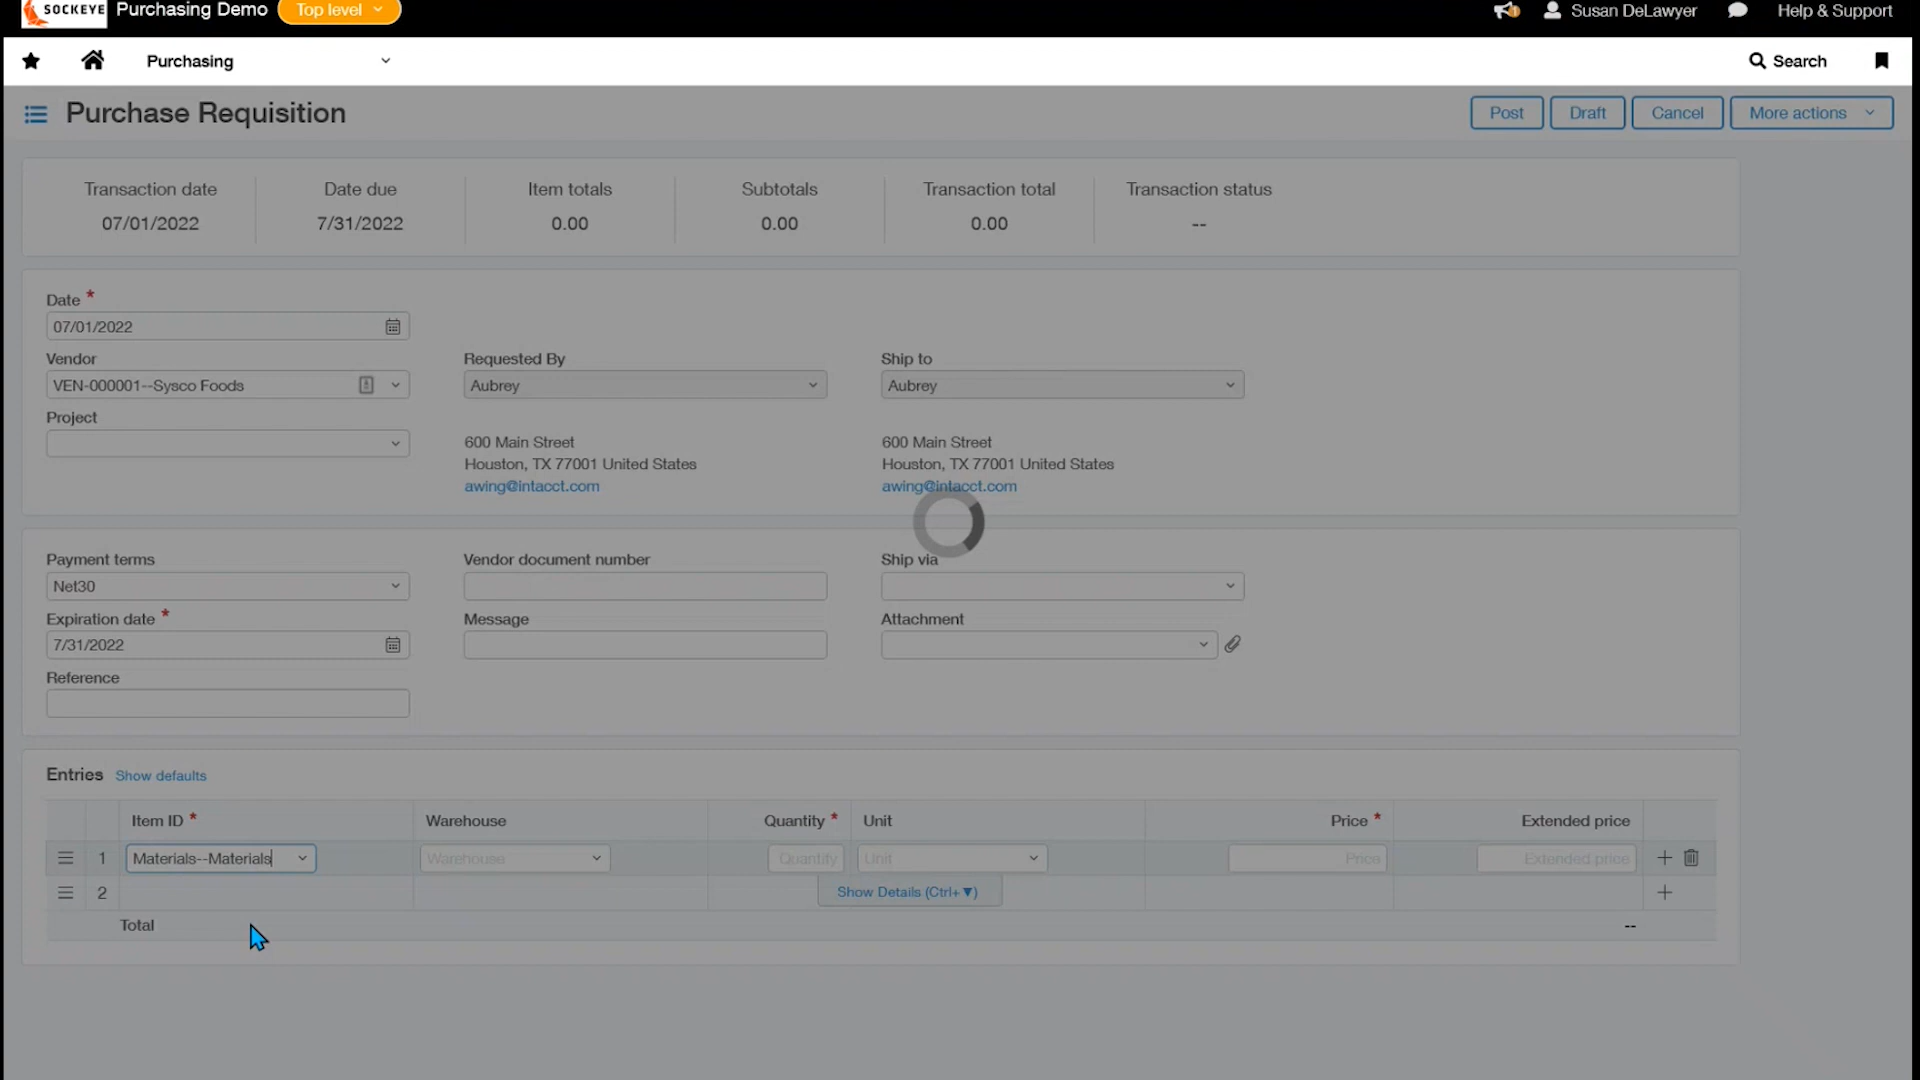 SOCKEYE Purchasing Demo Top level Susan DeLawyer Help & Support
Purchasing Search
Purchase Requisition Post Draft Cancel More actions
Transaction date Date due Item totals Subtotals Transaction total Transaction status
07/01/2022 7/31/2022 0.00 0.00 0.00 --
Date *
07/01/2022
Vendor Requested By Ship to
VEN-000001--Sysco Foods Aubrey Aubrey
Project
600 Main Street 600 Main Street
Houston, TX 77001 United States Houston, TX 77001 United States
awing@intacct.com awing@intacct.com
Payment terms Vendor document number Ship via
Net30
Expiration date * Message Attachment
7/31/2022
Reference
Entries Show defaults
Item ID * Warehouse Quantity * Unit Price * Extended price
1 Materials--Materials Warehouse Quantity Unit Price Extended price
2 Show Details (Ctrl+▼)
Total --